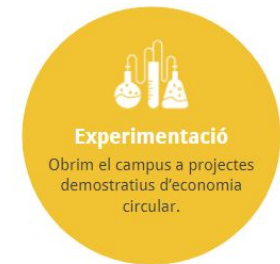 Experimentació
Obrim el campus a projectes
demostratius d’economia
circular.